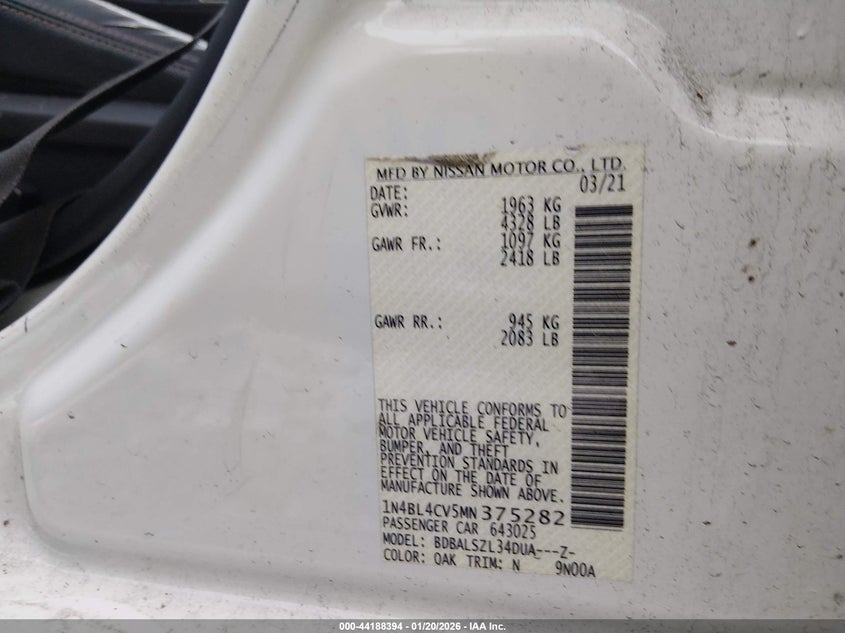 MFD BY NISSAN MOTOR CO., LTD.
DATE: 03/21
GVWR: 1963 KG
4328 LB
GAWR FR.: 1097 KG
2418 LB
GAWR RR.: 945 KG
2083 LB
THIS VEHICLE CONFORMS TO
ALL APPLICABLE FEDERAL
MOTOR VEHICLE SAFETY,
BUMPER, AND THEFT
PREVENTION STANDARDS IN
EFFECT ON THE DATE OF
MANUFACTURE SHOWN ABOVE.
1N4BL4CV5MN375282
PASSENGER CAR 643025
MODEL: BDBALSZL34DUA---Z-
COLOR: QAK TRIM: N 9N00A
000-44188394 - 01/20/2026 - IAA Inc.